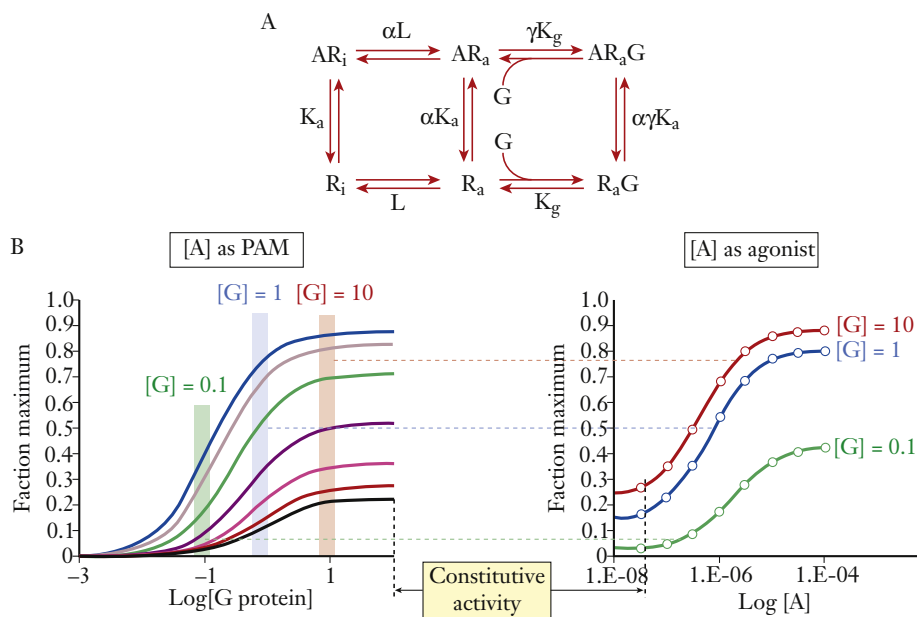 A
αL
γKg
ARi
ARa
ARaG
G
Ka
αKa
αγKa
G
Ri
Ra
RaG
L
Kg
B
[A] as PAM
[A] as agonist
[G] = 1
[G] = 10
[G] = 0.1
Faction maximum
1.0
0.9
0.8
0.7
0.6
0.5
0.4
0.3
0.2
0.1
0
−3
−1
1
Log[G protein]
Constitutive
activity
Faction maximum
1.0
0.9
0.8
0.7
0.6
0.5
0.4
0.3
0.2
0.1
0
[G] = 10
[G] = 1
[G] = 0.1
1.E-08
1.E-06
1.E-04
Log [A]